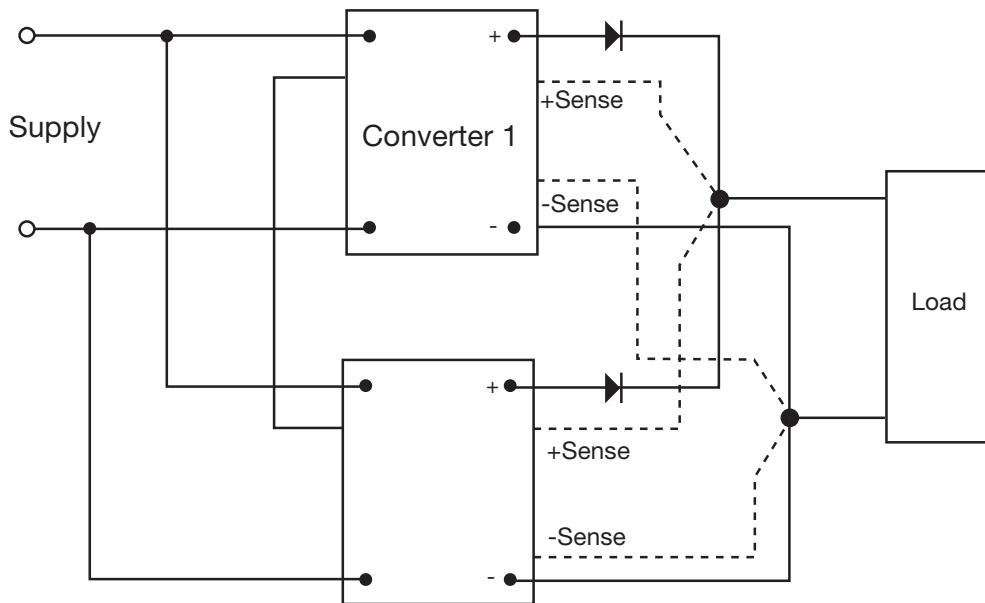 +
+Sense
Supply
Converter 1
-Sense
-
Load
+
+Sense
-Sense
-